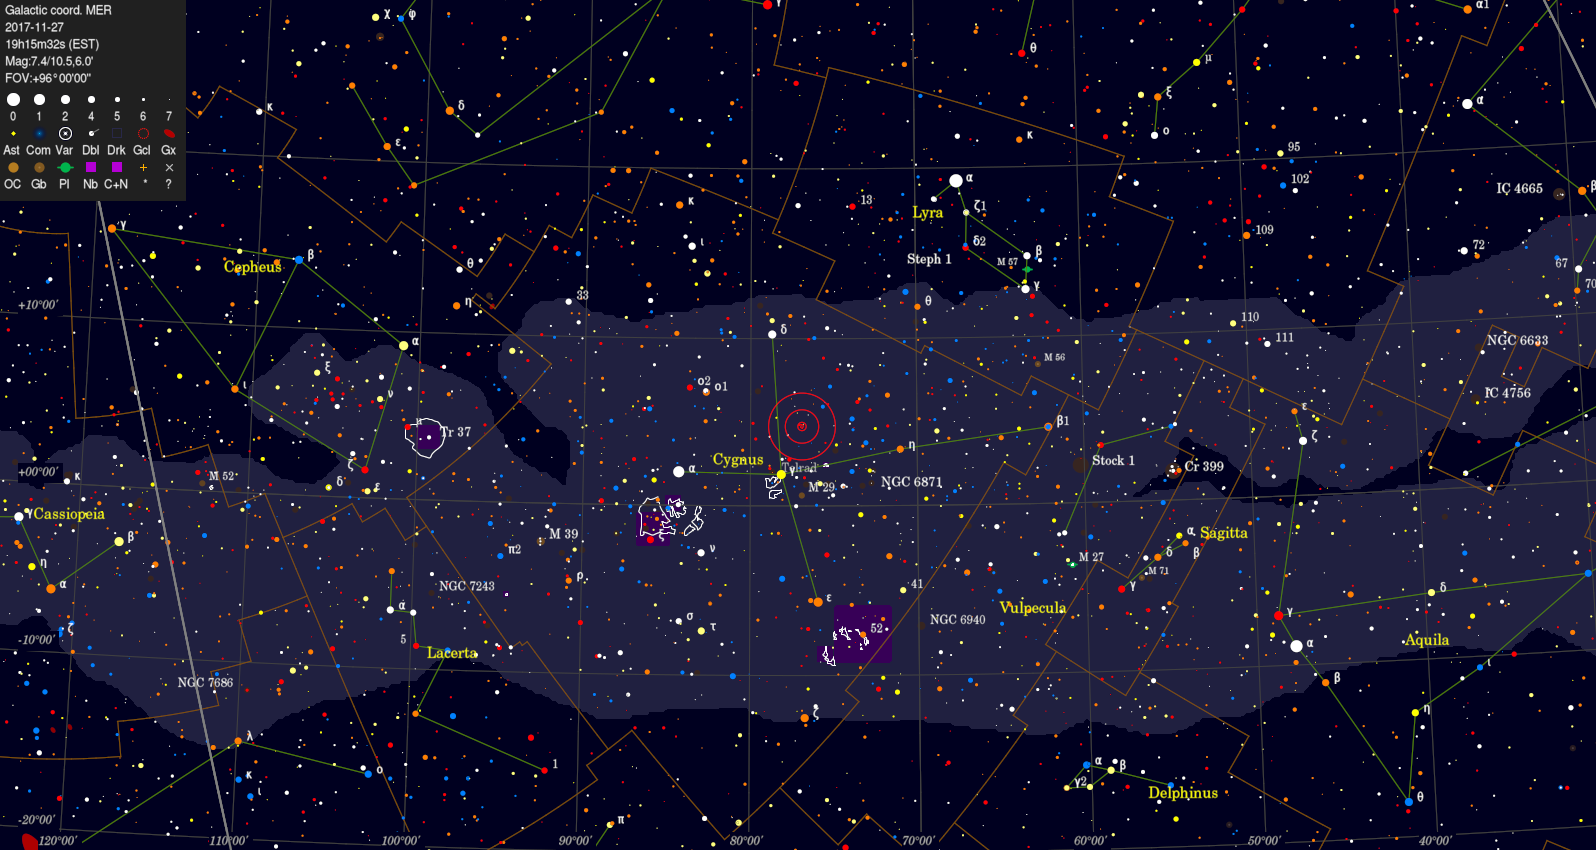 Galactic coord. MER
2017-11-27
19h15m32s (EST)
Mag:7.4/10.5,6.0'
FOV:+96°00'00"
0 1 2 4 5 6 7
Ast Com Var Dbl Drk Gcl Gx
OC Gb Pl Nb C+N * ?
χ φ
γ
α1
θ
μ
δ
κ
ξ
α
ε
κ
ο
95
α
102
IC 4665
β
κ
13
ζ1
Lyra
γ
109
ι
δ2
β
72
β
Steph 1
M 57
Cepheus
θ
67
γ
70
+10°00'
η
33
θ
110
δ
111
NGC 6633
α
M 56
ξ
ο2 ο1
IC 4756
ι
ν
ε
μ
Tr 37
β1
η
ζ
Cygnus
Stock 1
Cr 399
ζ
+00°00'
κ
M 52
α
γ
Telrad
δ
ε
M 29
NGC 6871
γ
Cassiopeia
β
M 39
α
Sagitta
ξ
π2
ν
δ
β
η
M 27
M 71
α
NGC 7243
ρ
41
γ
δ
ε
α
Vulpecula
γ
ζ
σ
τ
52
NGC 6940
-10°00'
5
Aquila
α
Lacerta
ι
NGC 7686
β
ζ
η
λ
κ
ο
1
α
β
ι
γ2
Delphinus
θ
-20°00'
π
120°00' 110°00' 100°00' 90°00' 80°00' 70°00' 60°00' 50°00' 40°00'